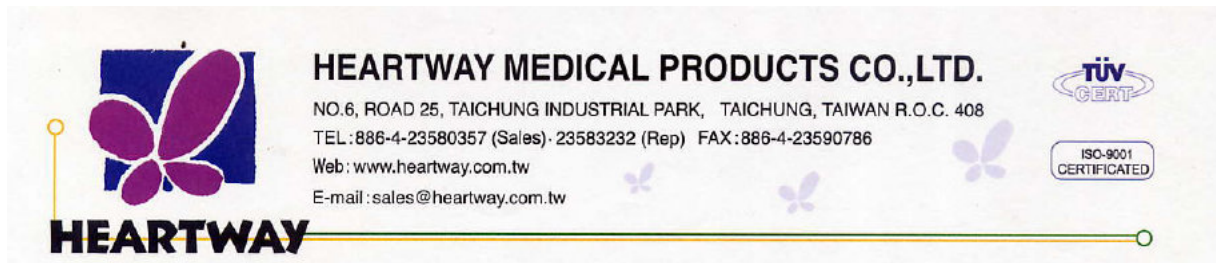 HEARTWAY MEDICAL PRODUCTS CO.,LTD.
NO.6, ROAD 25, TAICHUNG INDUSTRIAL PARK, TAICHUNG, TAIWAN R.O.C. 408
TEL:886-4-23580357 (Sales)·23583232 (Rep) FAX:886-4-23590786
Web: www.heartway.com.tw
E-mail:sales@heartway.com.tw
HEARTWAY
TÜV
CERT
ISO-9001
CERTIFICATED